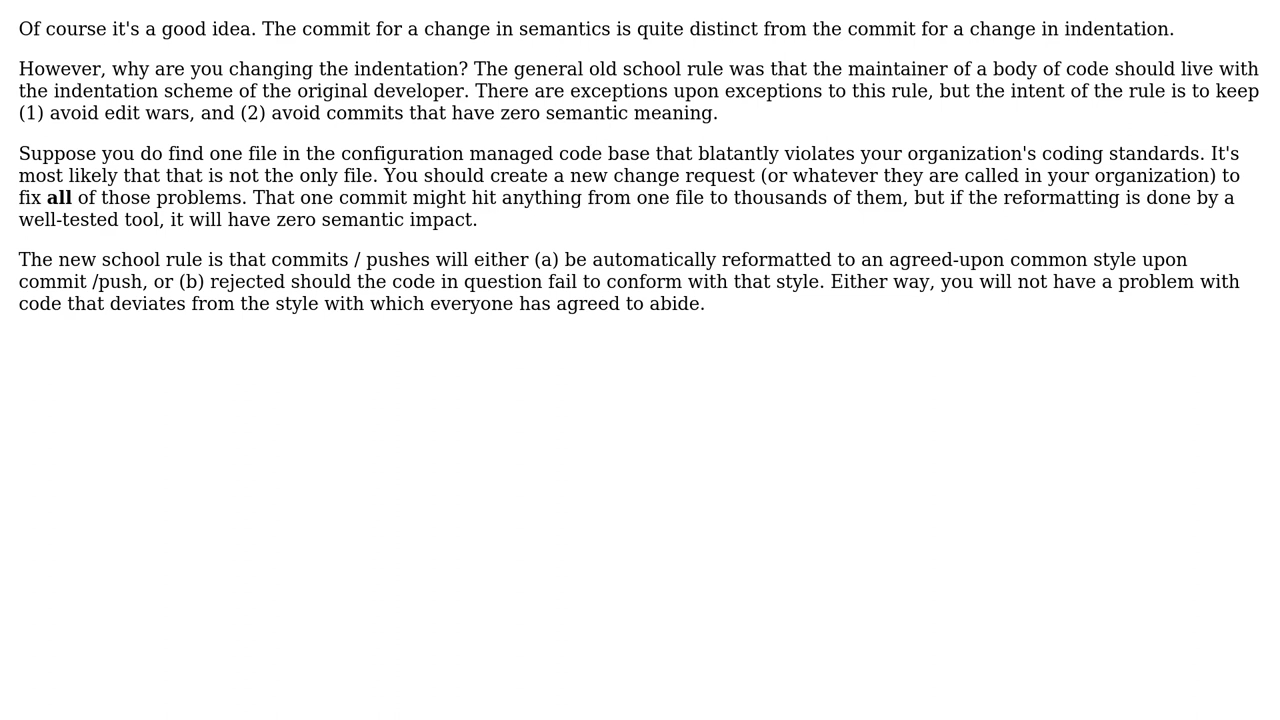 Of course it's a good idea. The commit for a change in semantics is quite distinct from the commit for a change in indentation.
However, why are you changing the indentation? The general old school rule was that the maintainer of a body of code should live with
the indentation scheme of the original developer. There are exceptions upon exceptions to this rule, but the intent of the rule is to keep
(1) avoid edit wars, and (2) avoid commits that have zero semantic meaning.
Suppose you do find one file in the configuration managed code base that blatantly violates your organization's coding standards. It's
most likely that that is not the only file. You should create a new change request (or whatever they are called in your organization) to
fix all of those problems. That one commit might hit anything from one file to thousands of them, but if the reformatting is done by a
well-tested tool, it will have zero semantic impact.
The new school rule is that commits / pushes will either (a) be automatically reformatted to an agreed-upon common style upon
commit /push, or (b) rejected should the code in question fail to conform with that style. Either way, you will not have a problem with
code that deviates from the style with which everyone has agreed to abide.